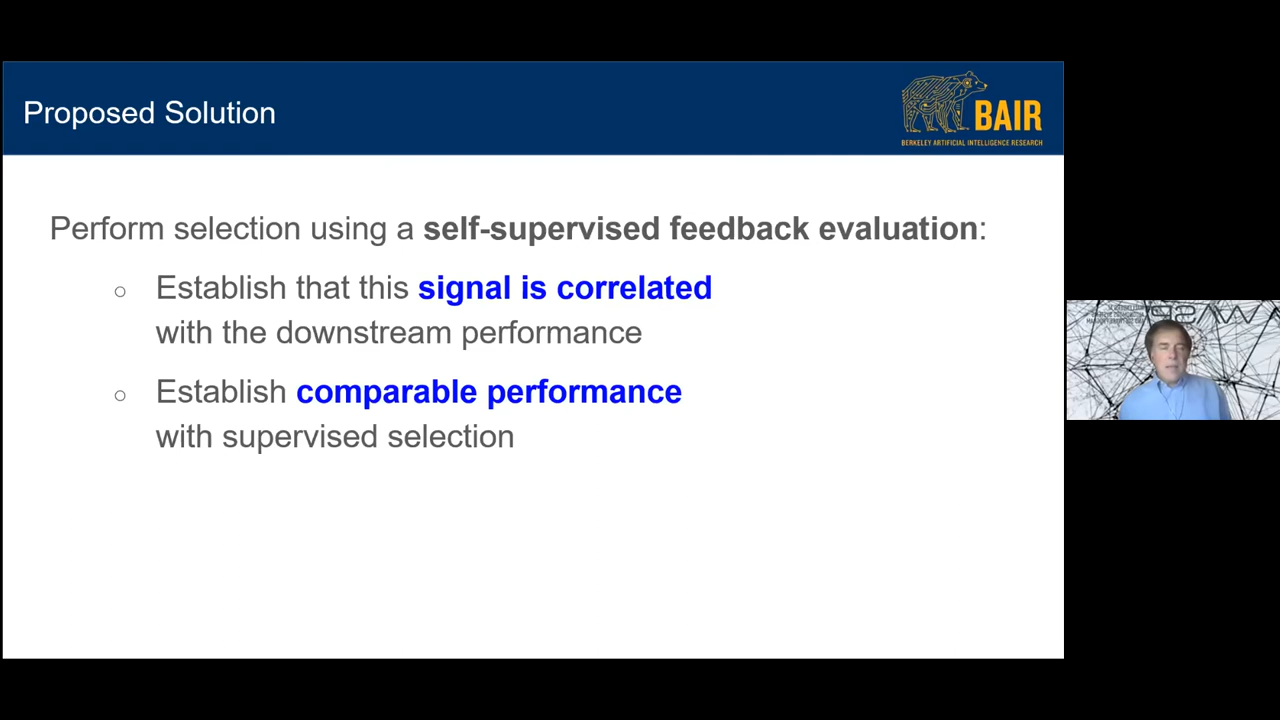 Proposed Solution
BAIR
BERKELEY ARTIFICIAL INTELLIGENCE RESEARCH
Perform selection using a self-supervised feedback evaluation:
Establish that this signal is correlated
with the downstream performance
Establish comparable performance
with supervised selection